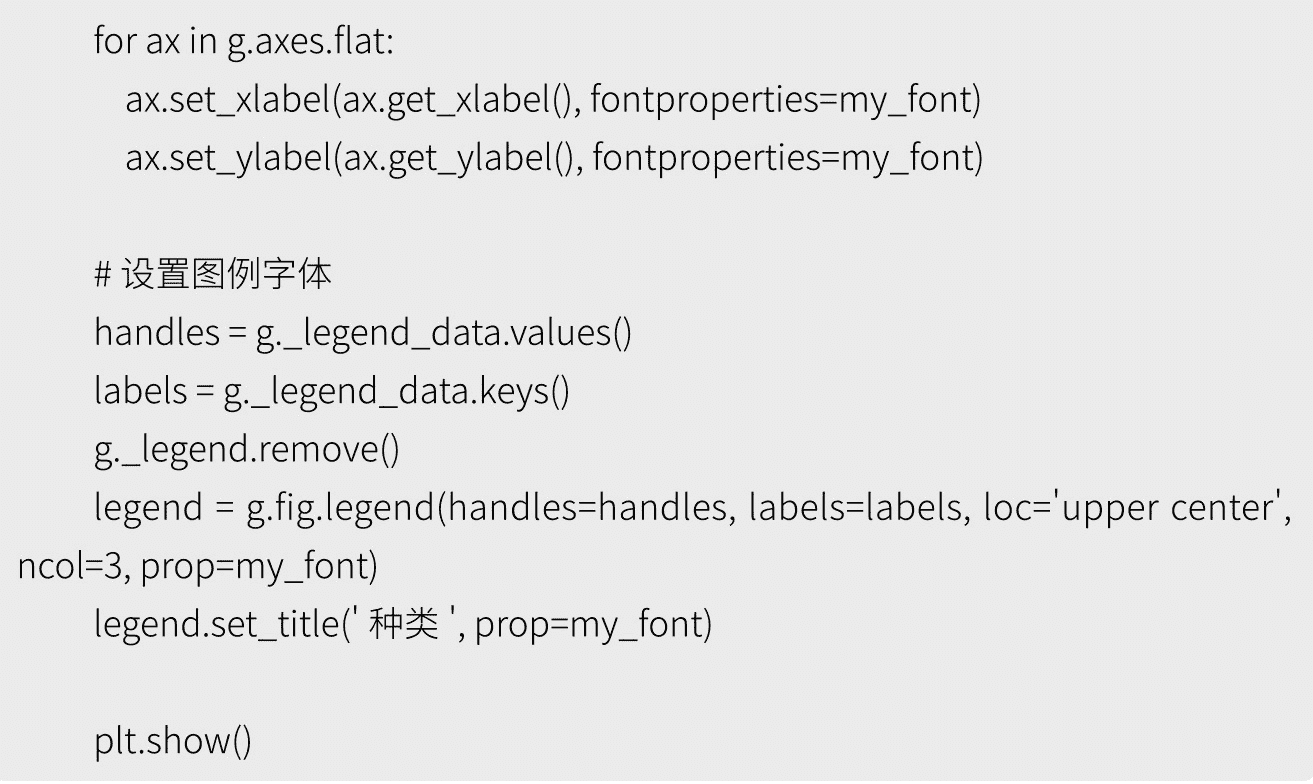 for ax in g.axes.flat:
ax.set_xlabel(ax.get_xlabel(), fontproperties=my_font)
ax.set_ylabel(ax.get_ylabel(), fontproperties=my_font)
# 设置图例字体
handles = g._legend_data.values()
labels = g._legend_data.keys()
g._legend.remove()
legend = g.fig.legend(handles=handles, labels=labels, loc='upper center',
ncol=3, prop=my_font)
legend.set_title(' 种类 ', prop=my_font)
plt.show()